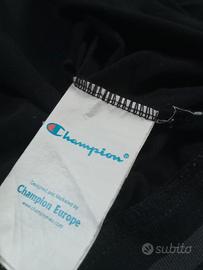 Champion
Designed and Marketed by
Champion Europe
subito